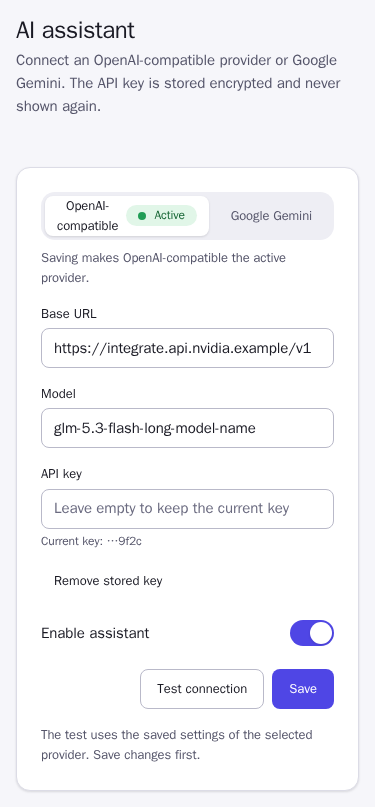 AI assistant
Connect an OpenAI-compatible provider or Google
Gemini. The API key is stored encrypted and never
shown again.
OpenAI-
compatible
Active
Google Gemini
Saving makes OpenAI-compatible the active
provider.
Base URL
https://integrate.api.nvidia.example/v1
Model
glm-5.3-flash-long-model-name
API key
Leave empty to keep the current key
Current key: ···9f2c
Remove stored key
Enable assistant
Test connection
Save
The test uses the saved settings of the selected
provider. Save changes first.